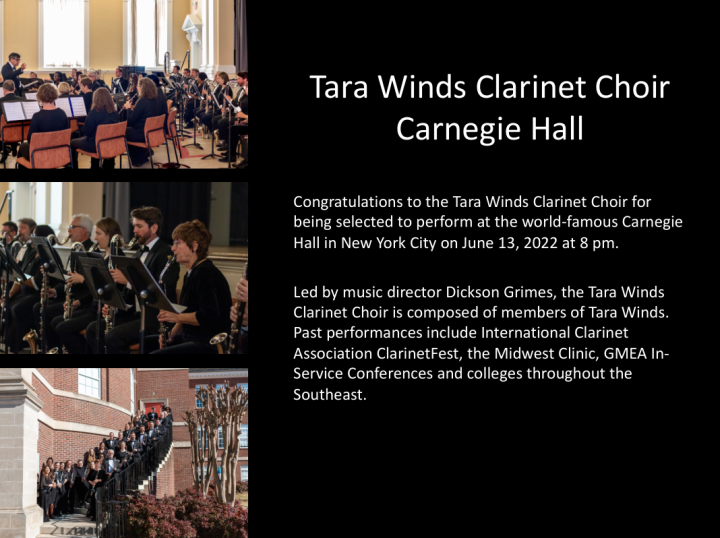 Tara Winds Clarinet Choir
Carnegie Hall
Congratulations to the Tara Winds Clarinet Choir for
being selected to perform at the world-famous Carnegie
Hall in New York City on June 13, 2022 at 8 pm.
Led by music director Dickson Grimes, the Tara Winds
Clarinet Choir is composed of members of Tara Winds.
Past performances include International Clarinet
Association ClarinetFest, the Midwest Clinic, GMEA In-
Service Conferences and colleges throughout the
Southeast.